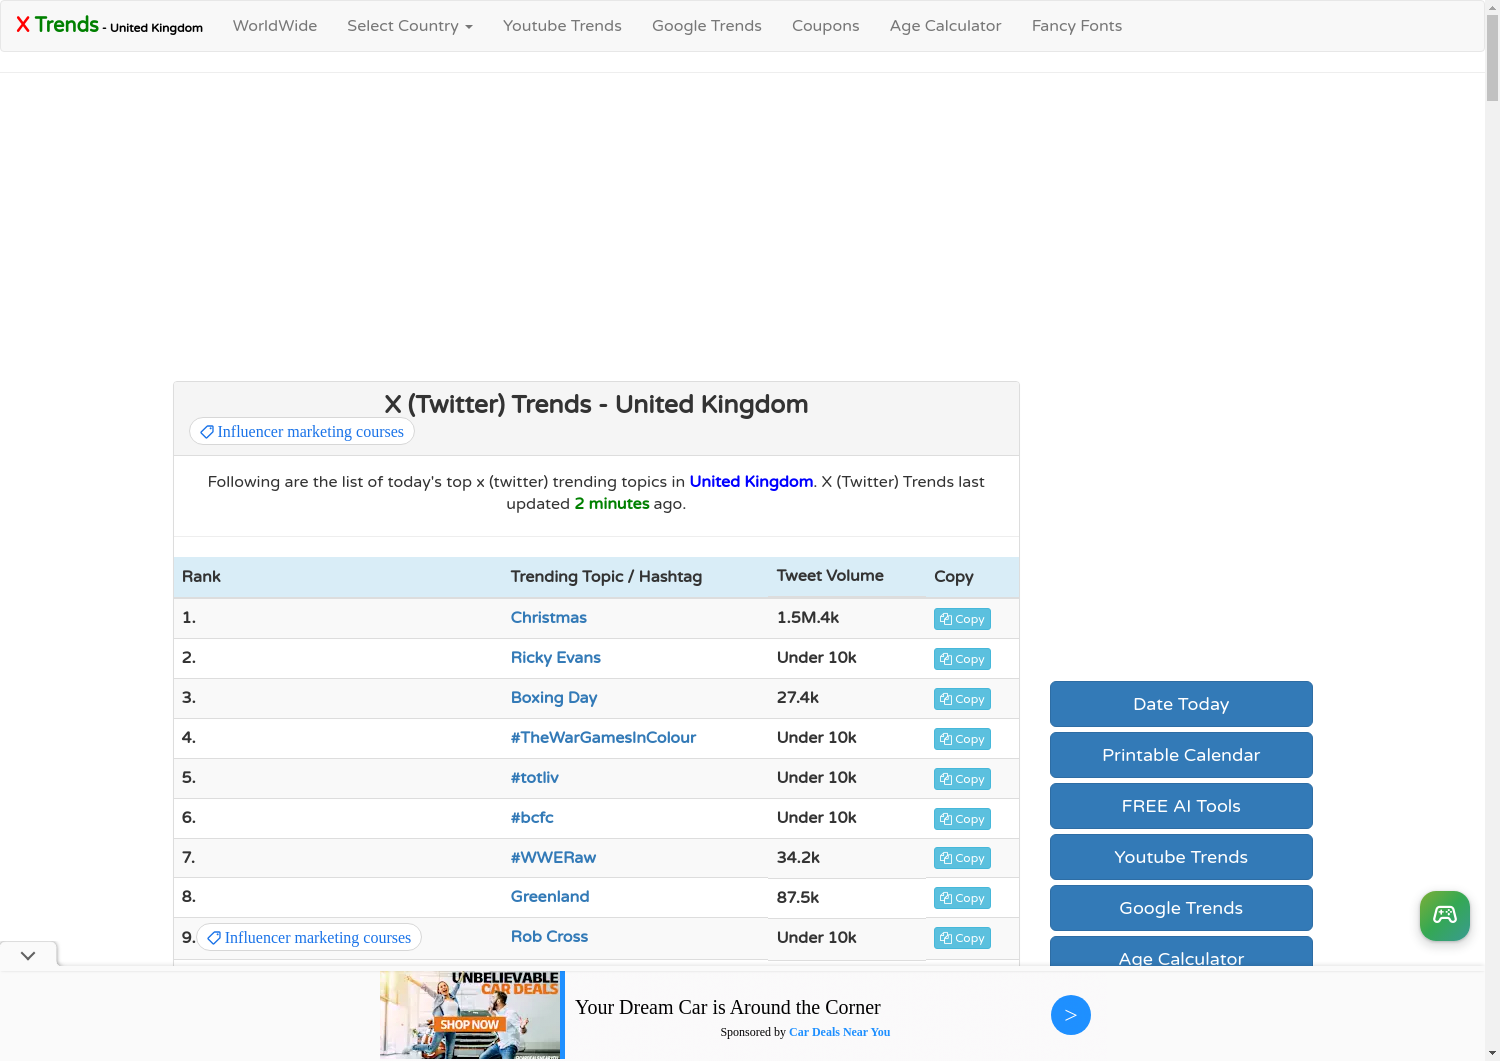 X Trends - United Kingdom WorldWide Select Country Youtube Trends Google Trends Coupons Age Calculator Fancy Fonts
X (Twitter) Trends - United Kingdom
Influencer marketing courses
Following are the list of today's top x (twitter) trending topics in United Kingdom. X (Twitter) Trends last
updated 2 minutes ago.
Rank Trending Topic / Hashtag Tweet Volume Copy
1. Christmas 1.5M.4k Copy
2. Ricky Evans Under 10k Copy
3. Boxing Day 27.4k Copy
4. #TheWarGamesInColour Under 10k Copy
5. #totliv Under 10k Copy
6. #bcfc Under 10k Copy
7. #WWERaw 34.2k Copy
8. Greenland 87.5k Copy
9. Influencer marketing courses Rob Cross Under 10k Copy
Date Today
Printable Calendar
FREE AI Tools
Youtube Trends
Google Trends
Age Calculator
UNBELIEVABLE
CAR DEALS
SHOP NOW
Your Dream Car is Around the Corner
Sponsored by Car Deals Near You
>